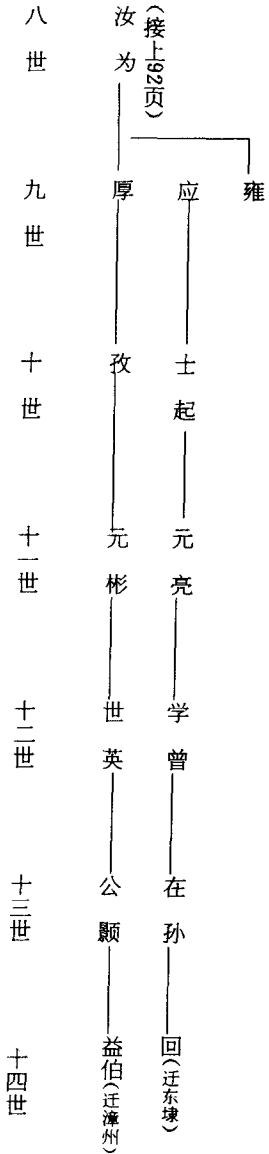 八世 汝为 (接上92页)
九世 厚 应 雍
十世 孜 士起
十一世 元彬 元亮
十二世 世英 学曾
十三世 公颢 在孙
十四世 益伯(迁漳州) 回(迁东埭)